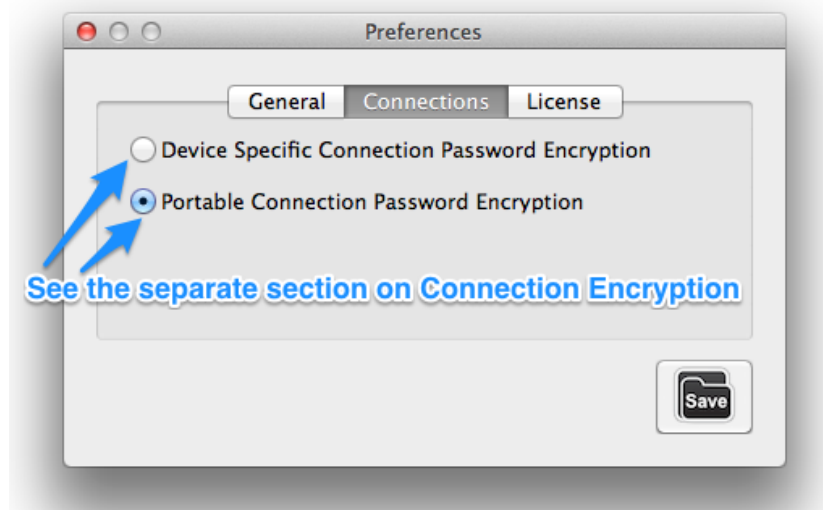 Preferences
General Connections License
Device Specific Connection Password Encryption
Portable Connection Password Encryption
See the separate section on Connection Encryption
Save